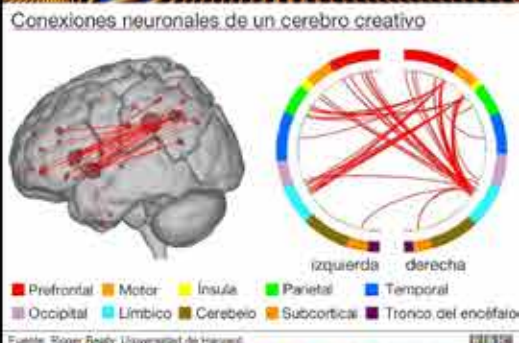 Conexiones neuronales de un cerebro creativo
izquierda derecha
Prefrontal Motor Ínsula Parietal Temporal
Occipital Límbico Cerebelo Subcortical Tronco del encéfalo
Fuente: Roger Beaty, Universidad de Harvard